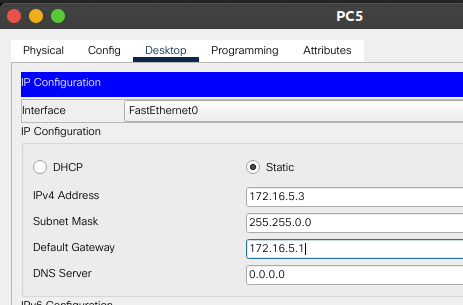 PC5
Physical Config Desktop Programming Attributes
IP Configuration
Interface FastEthernet0
IP Configuration
DHCP Static
IPv4 Address 172.16.5.3
Subnet Mask 255.255.0.0
Default Gateway 172.16.5.1
DNS Server 0.0.0.0
IPv6 Configuration